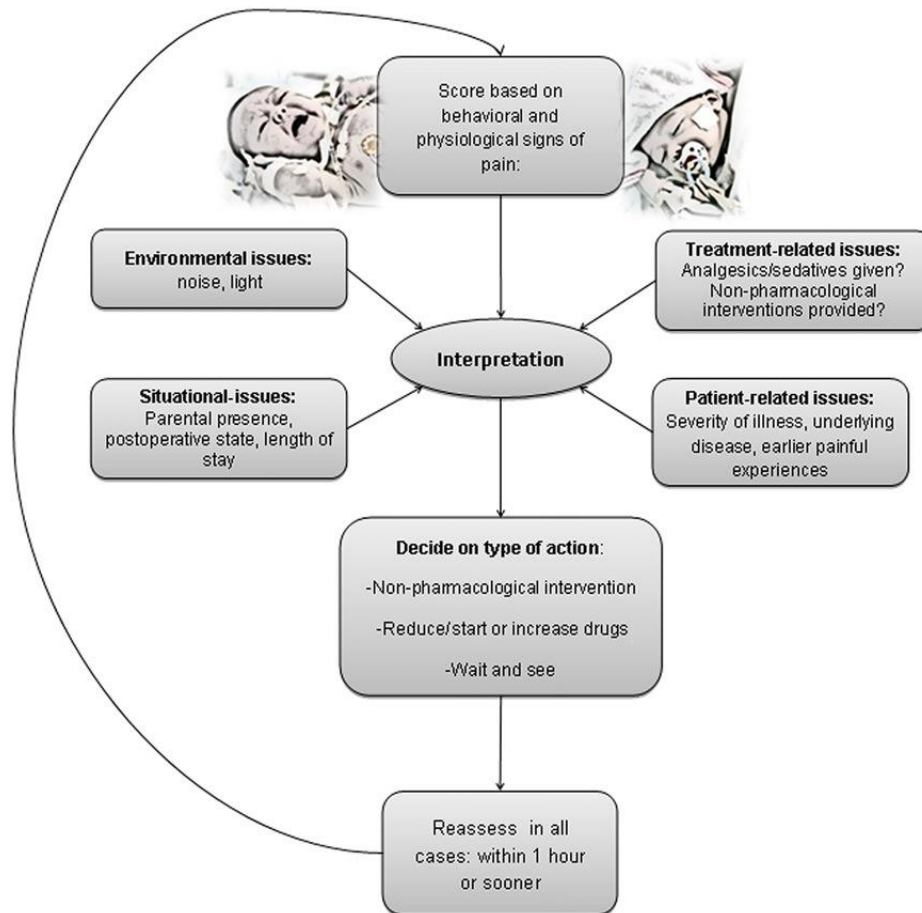 Score based on
behavioral and
physiological signs of
pain:
Environmental issues:
noise, light
Treatment-related issues:
Analgesics/sedatives given?
Non-pharmacological
interventions provided?
Interpretation
Situational-issues:
Parental presence,
postoperative state, length of
stay
Patient-related issues:
Severity of illness, underlying
disease, earlier painful
experiences
Decide on type of action:
-Non-pharmacological intervention
-Reduce/start or increase drugs
-Wait and see
Reassess in all
cases: within 1 hour
or sooner